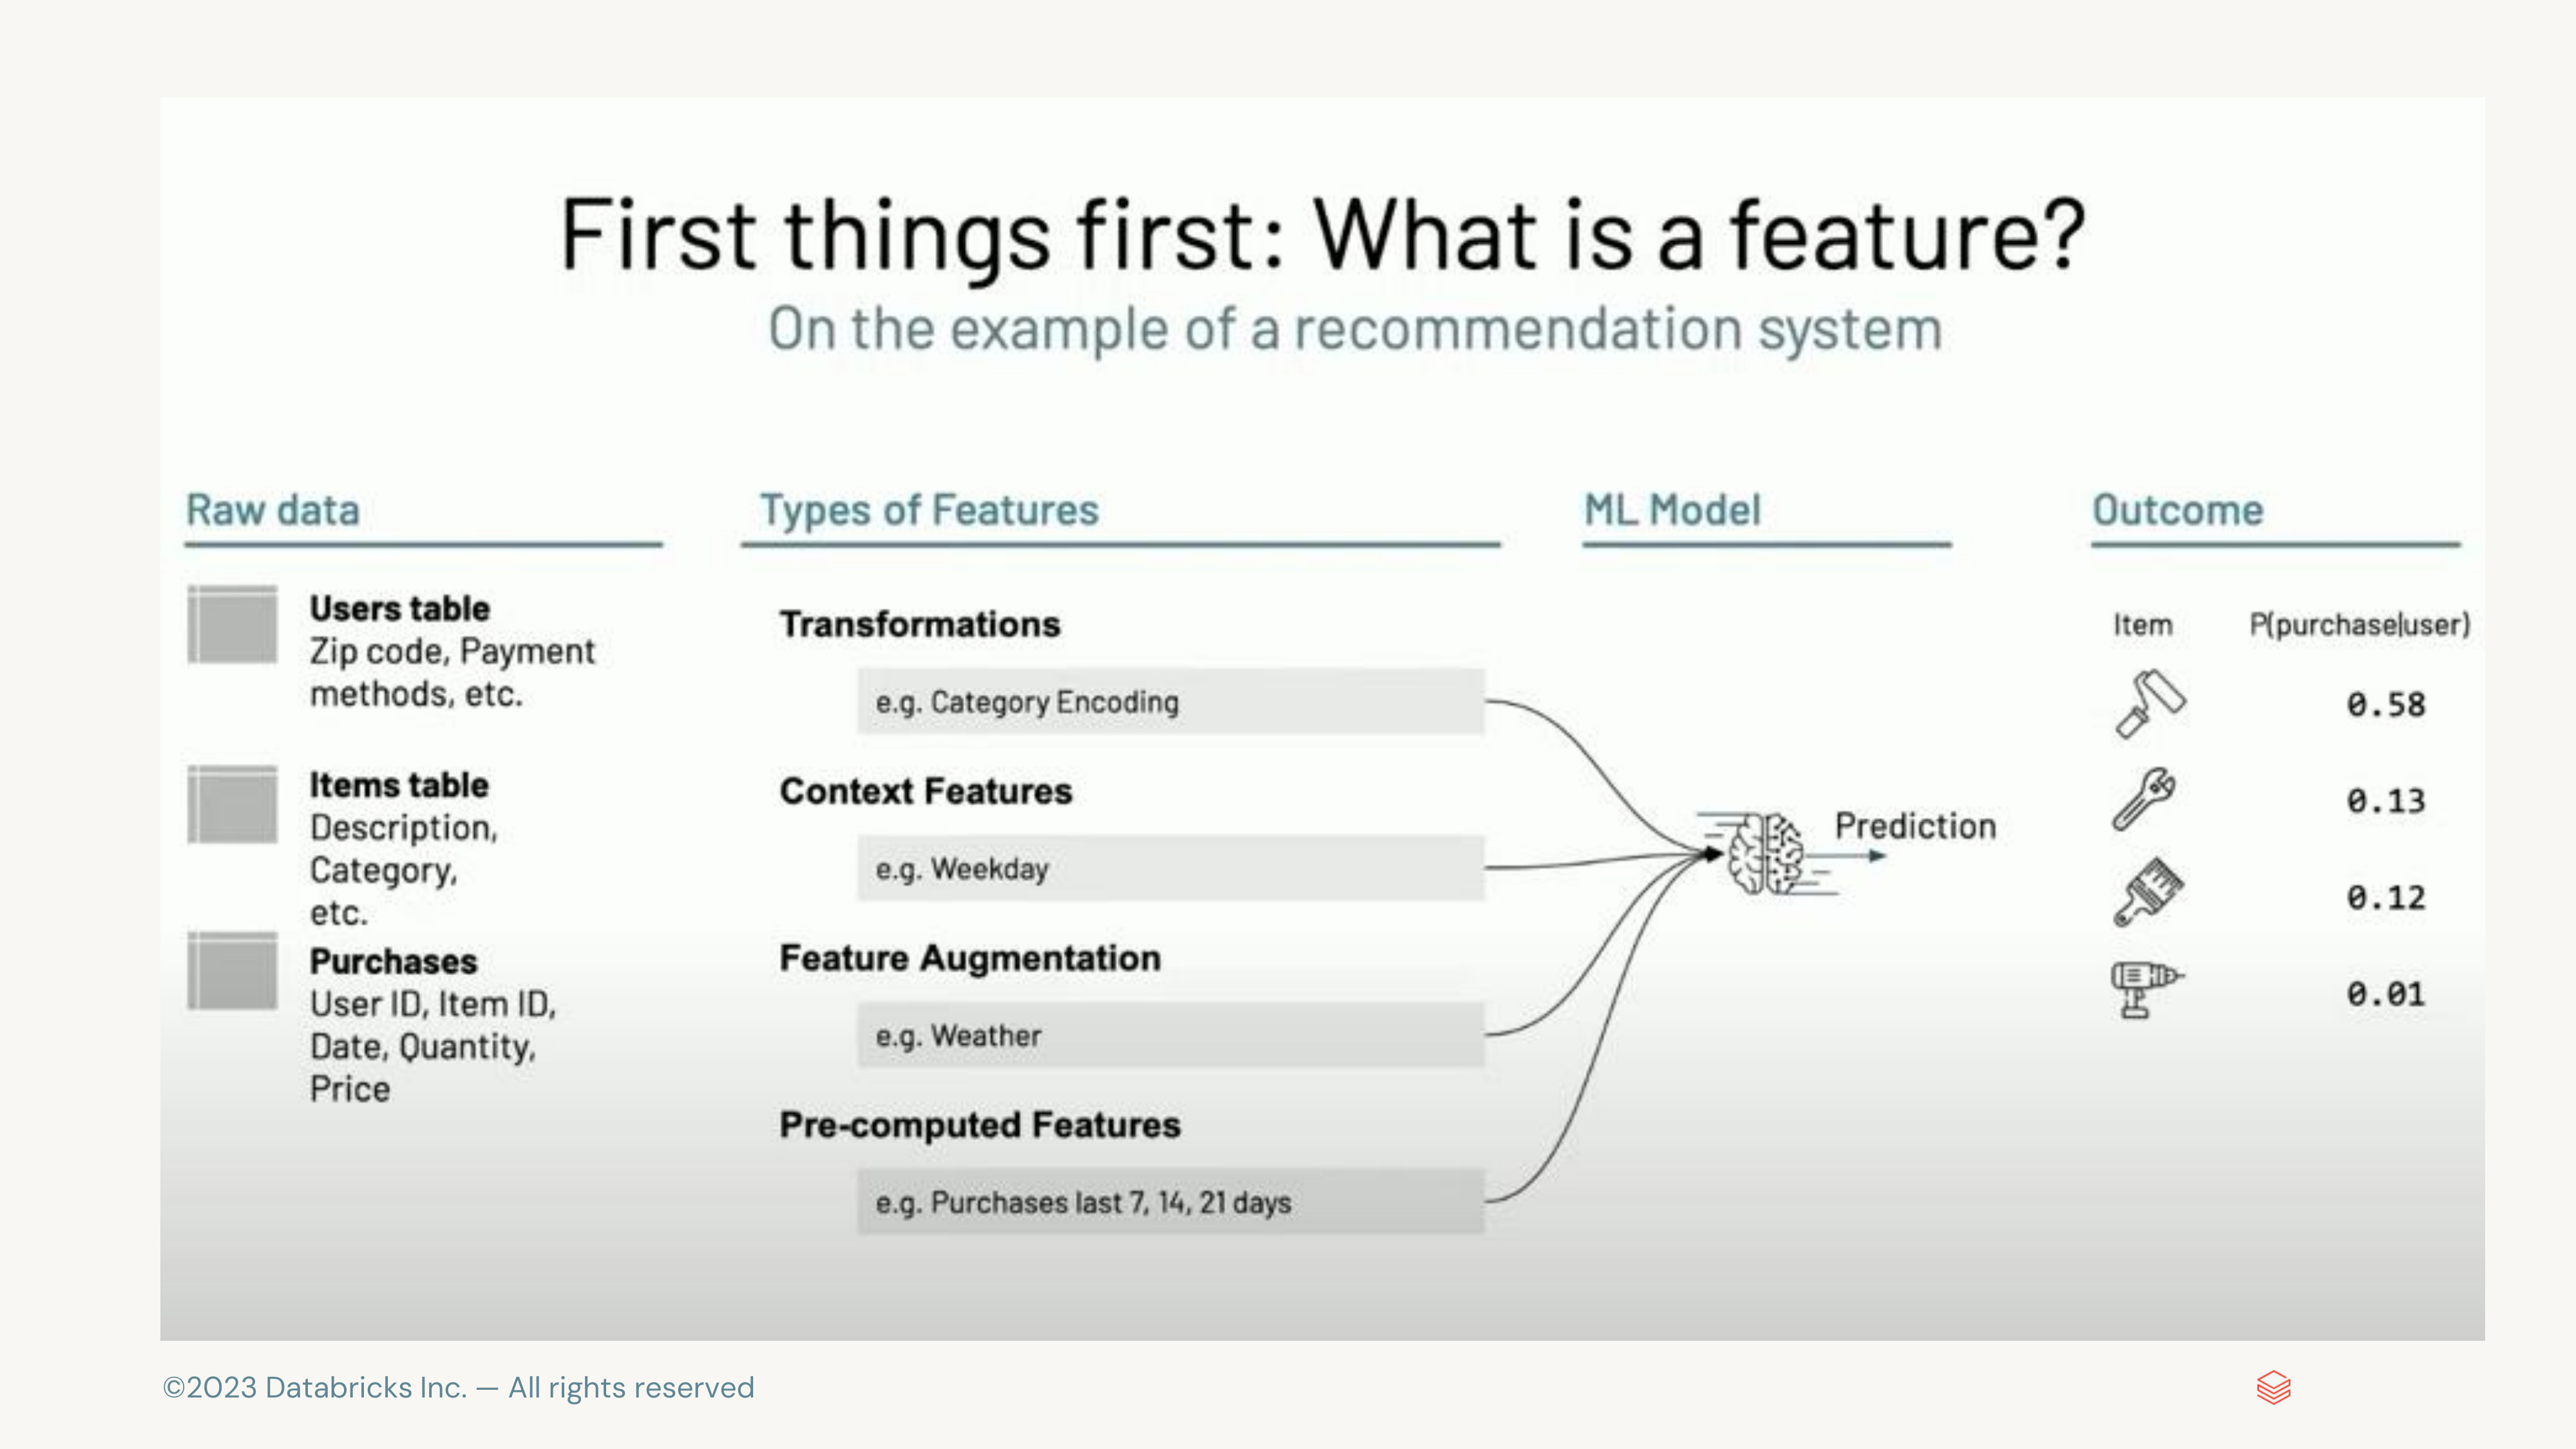 First things first: What is a feature?
On the example of a recommendation system
Raw data
Users table
Zip code, Payment
methods, etc.
Items table
Description,
Category,
etc.
Purchases
User ID, Item ID,
Date, Quantity,
Price
Types of Features
Transformations
e.g. Category Encoding
Context Features
e.g. Weekday
Feature Augmentation
e.g. Weather
Pre-computed Features
e.g. Purchases last 7, 14, 21 days
ML Model
Prediction
Outcome
Item P(purchase|user)
0.58
0.13
0.12
0.01
©2023 Databricks Inc. — All rights reserved